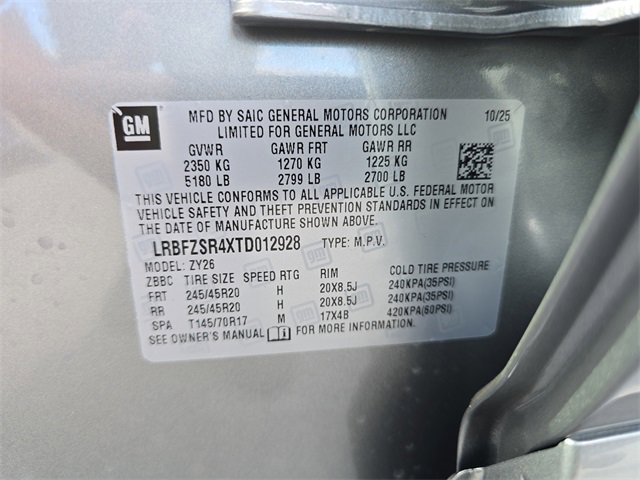 GM
MFD BY SAIC GENERAL MOTORS CORPORATION 10/25
LIMITED FOR GENERAL MOTORS LLC
GVWR GAWR FRT GAWR RR
2350 KG 1270 KG 1225 KG
5180 LB 2799 LB 2700 LB
THIS VEHICLE CONFORMS TO ALL APPLICABLE U.S. FEDERAL MOTOR
VEHICLE SAFETY AND THEFT PREVENTION STANDARDS IN EFFECT ON
THE DATE OF MANUFACTURE SHOWN ABOVE.
LRBFZSR4XTD012928 TYPE: M.P.V.
MODEL: ZY26
ZBBC TIRE SIZE SPEED RTG RIM COLD TIRE PRESSURE
FRT 245/45R20 H 20X8.5J 240KPA(35PSI)
RR 245/45R20 H 20X8.5J 240KPA(35PSI)
SPA T145/70R17 M 17X4B 420KPA(60PSI)
SEE OWNER'S MANUAL FOR MORE INFORMATION.